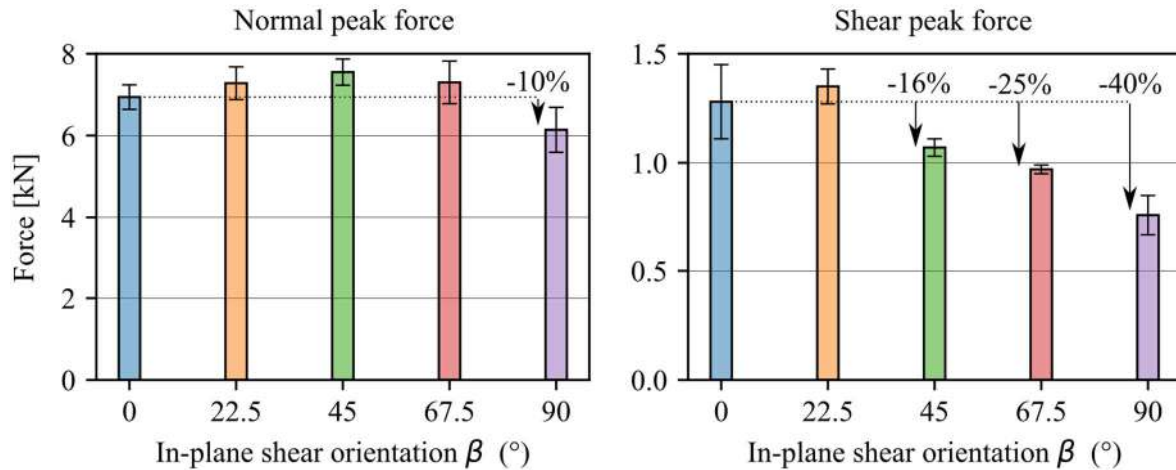 Normal peak force
Force [kN]
8
6
4
2
0
-10%
0 22.5 45 67.5 90
In-plane shear orientation β (°)
Shear peak force
1.5
1.0
0.5
0.0
-16% -25% -40%
0 22.5 45 67.5 90
In-plane shear orientation β (°)